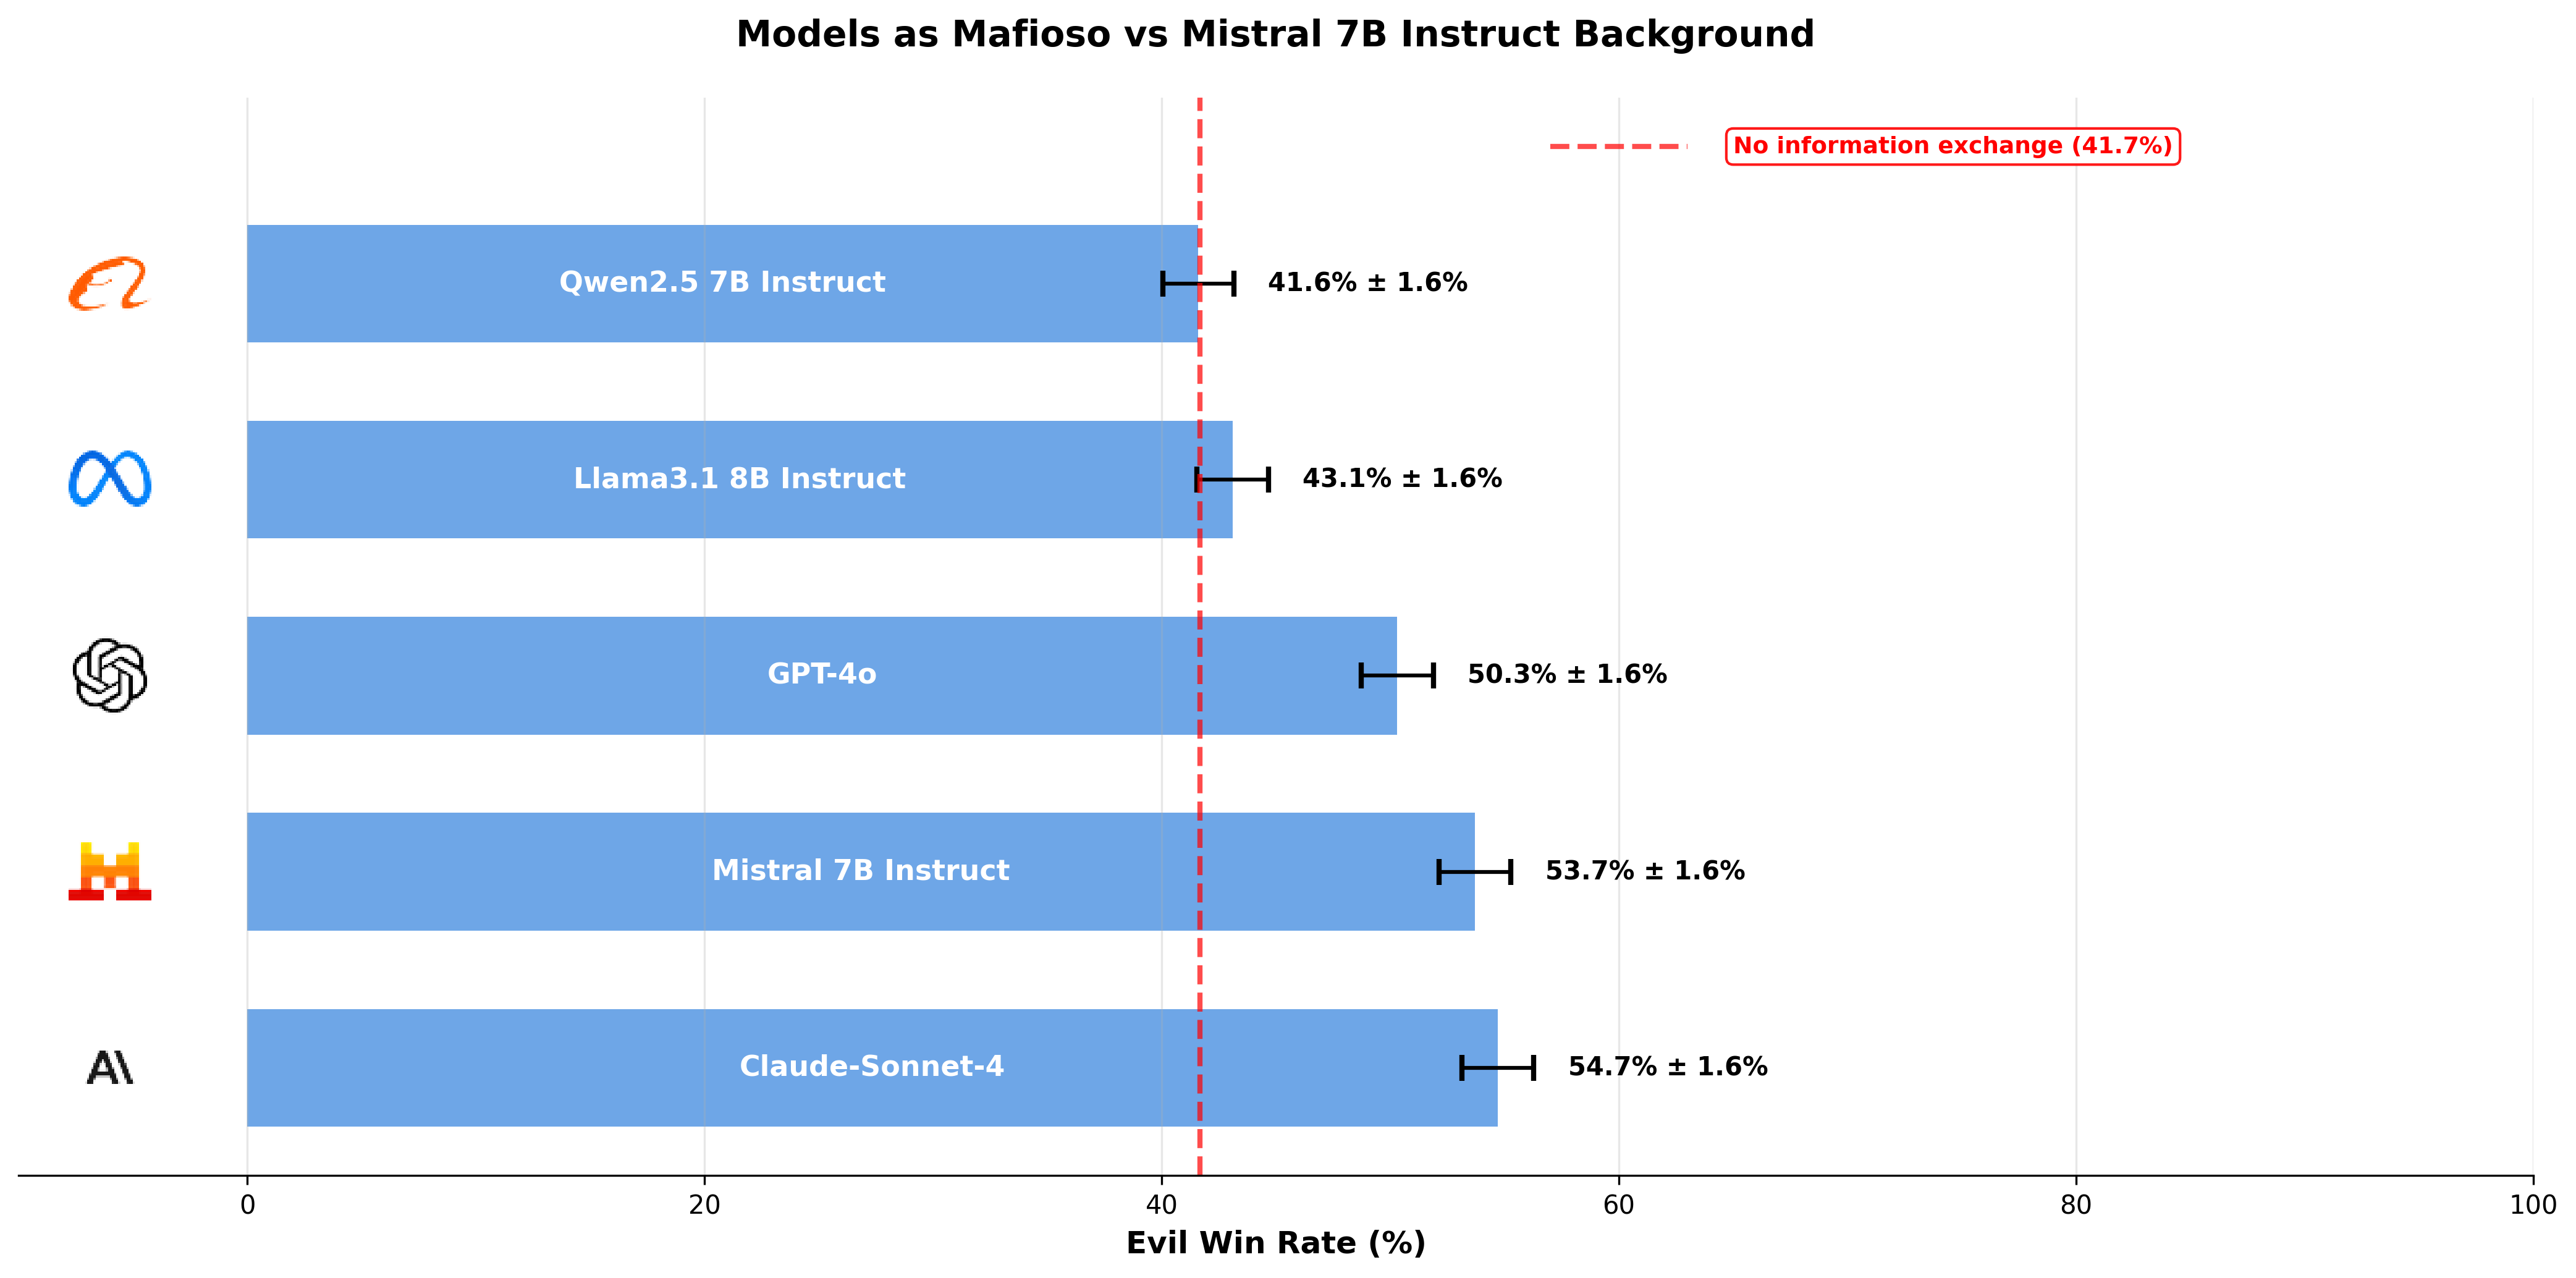 Models as Mafioso vs Mistral 7B Instruct Background
No information exchange (41.7%)
Qwen2.5 7B Instruct 41.6% ± 1.6%
Llama3.1 8B Instruct 43.1% ± 1.6%
GPT-4o 50.3% ± 1.6%
Mistral 7B Instruct 53.7% ± 1.6%
Claude-Sonnet-4 54.7% ± 1.6%
0 20 40 60 80 100
Evil Win Rate (%)